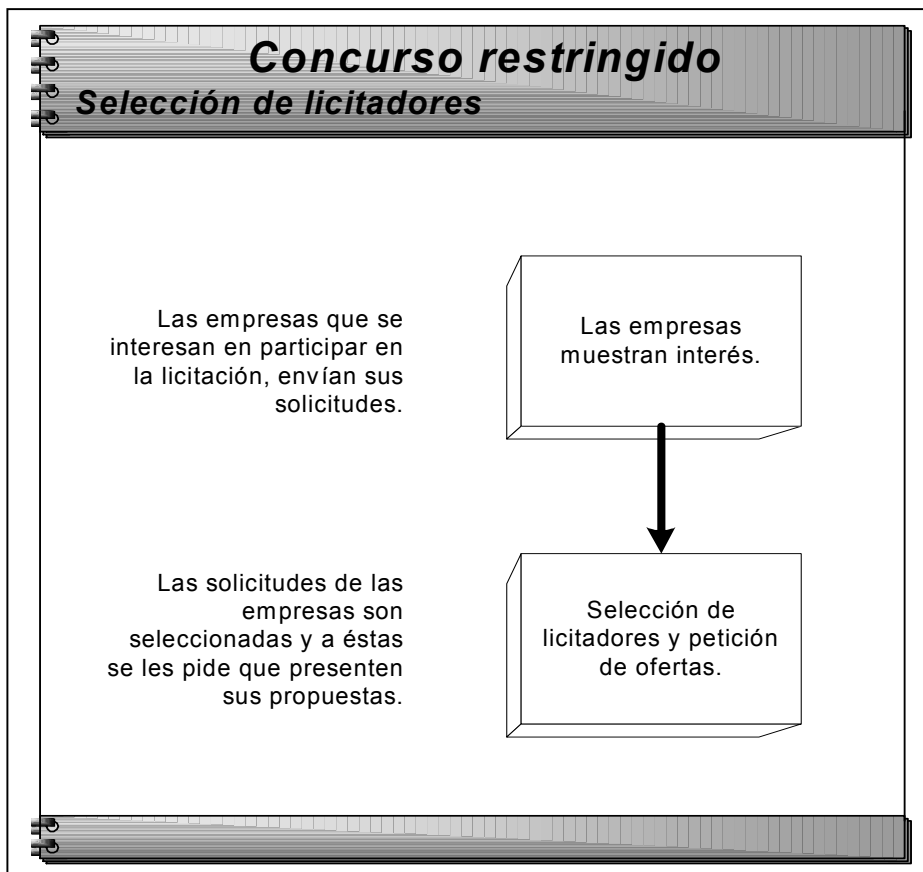 Concurso restringido
Selección de licitadores
Las empresas que se
interesan en participar en
la licitación, envían sus
solicitudes.
Las empresas
muestran interés.
Las solicitudes de las
empresas son
seleccionadas y a éstas
se les pide que presenten
sus propuestas.
Selección de
licitadores y petición
de ofertas.